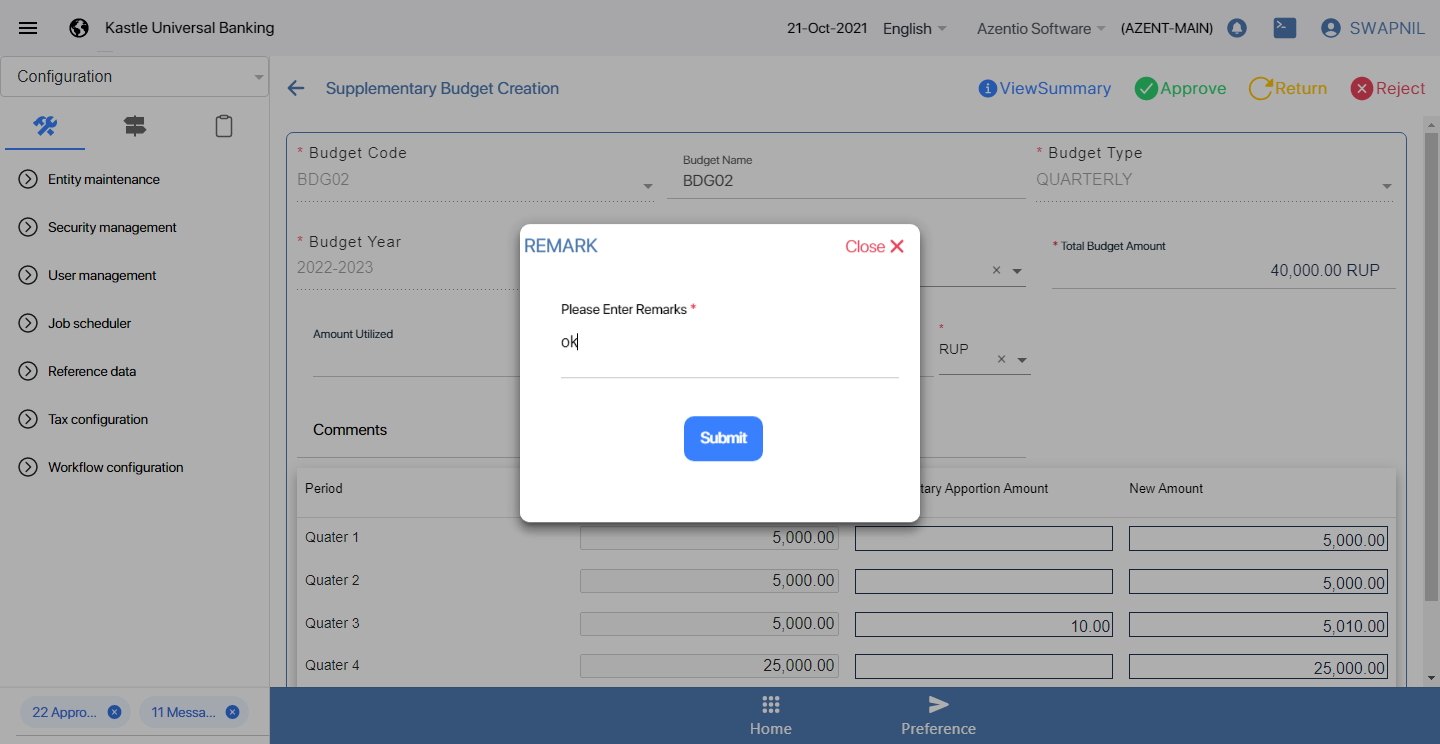 Kastle Universal Banking
21-Oct-2021 English Azentio Software (AZENT-MAIN) SWAPNIL
Configuration
Supplementary Budget Creation
ViewSummary Approve Return Reject
Entity maintenance
Security management
User management
Job scheduler
Reference data
Tax configuration
Workflow configuration
* Budget Code
BDG02
Budget Name
BDG02
* Budget Type
QUARTERLY
* Budget Year
2022-2023
* Total Budget Amount
40,000.00 RUP
REMARK
Close
Please Enter Remarks *
ok
Submit
Amount Utilized
*
RUP
Comments
Period tary Apportion Amount New Amount
Quater 1 5,000.00 5,000.00
Quater 2 5,000.00 5,000.00
Quater 3 5,000.00 10.00 5,010.00
Quater 4 25,000.00 25,000.00
22 Appro... 11 Messa...
Home Preference